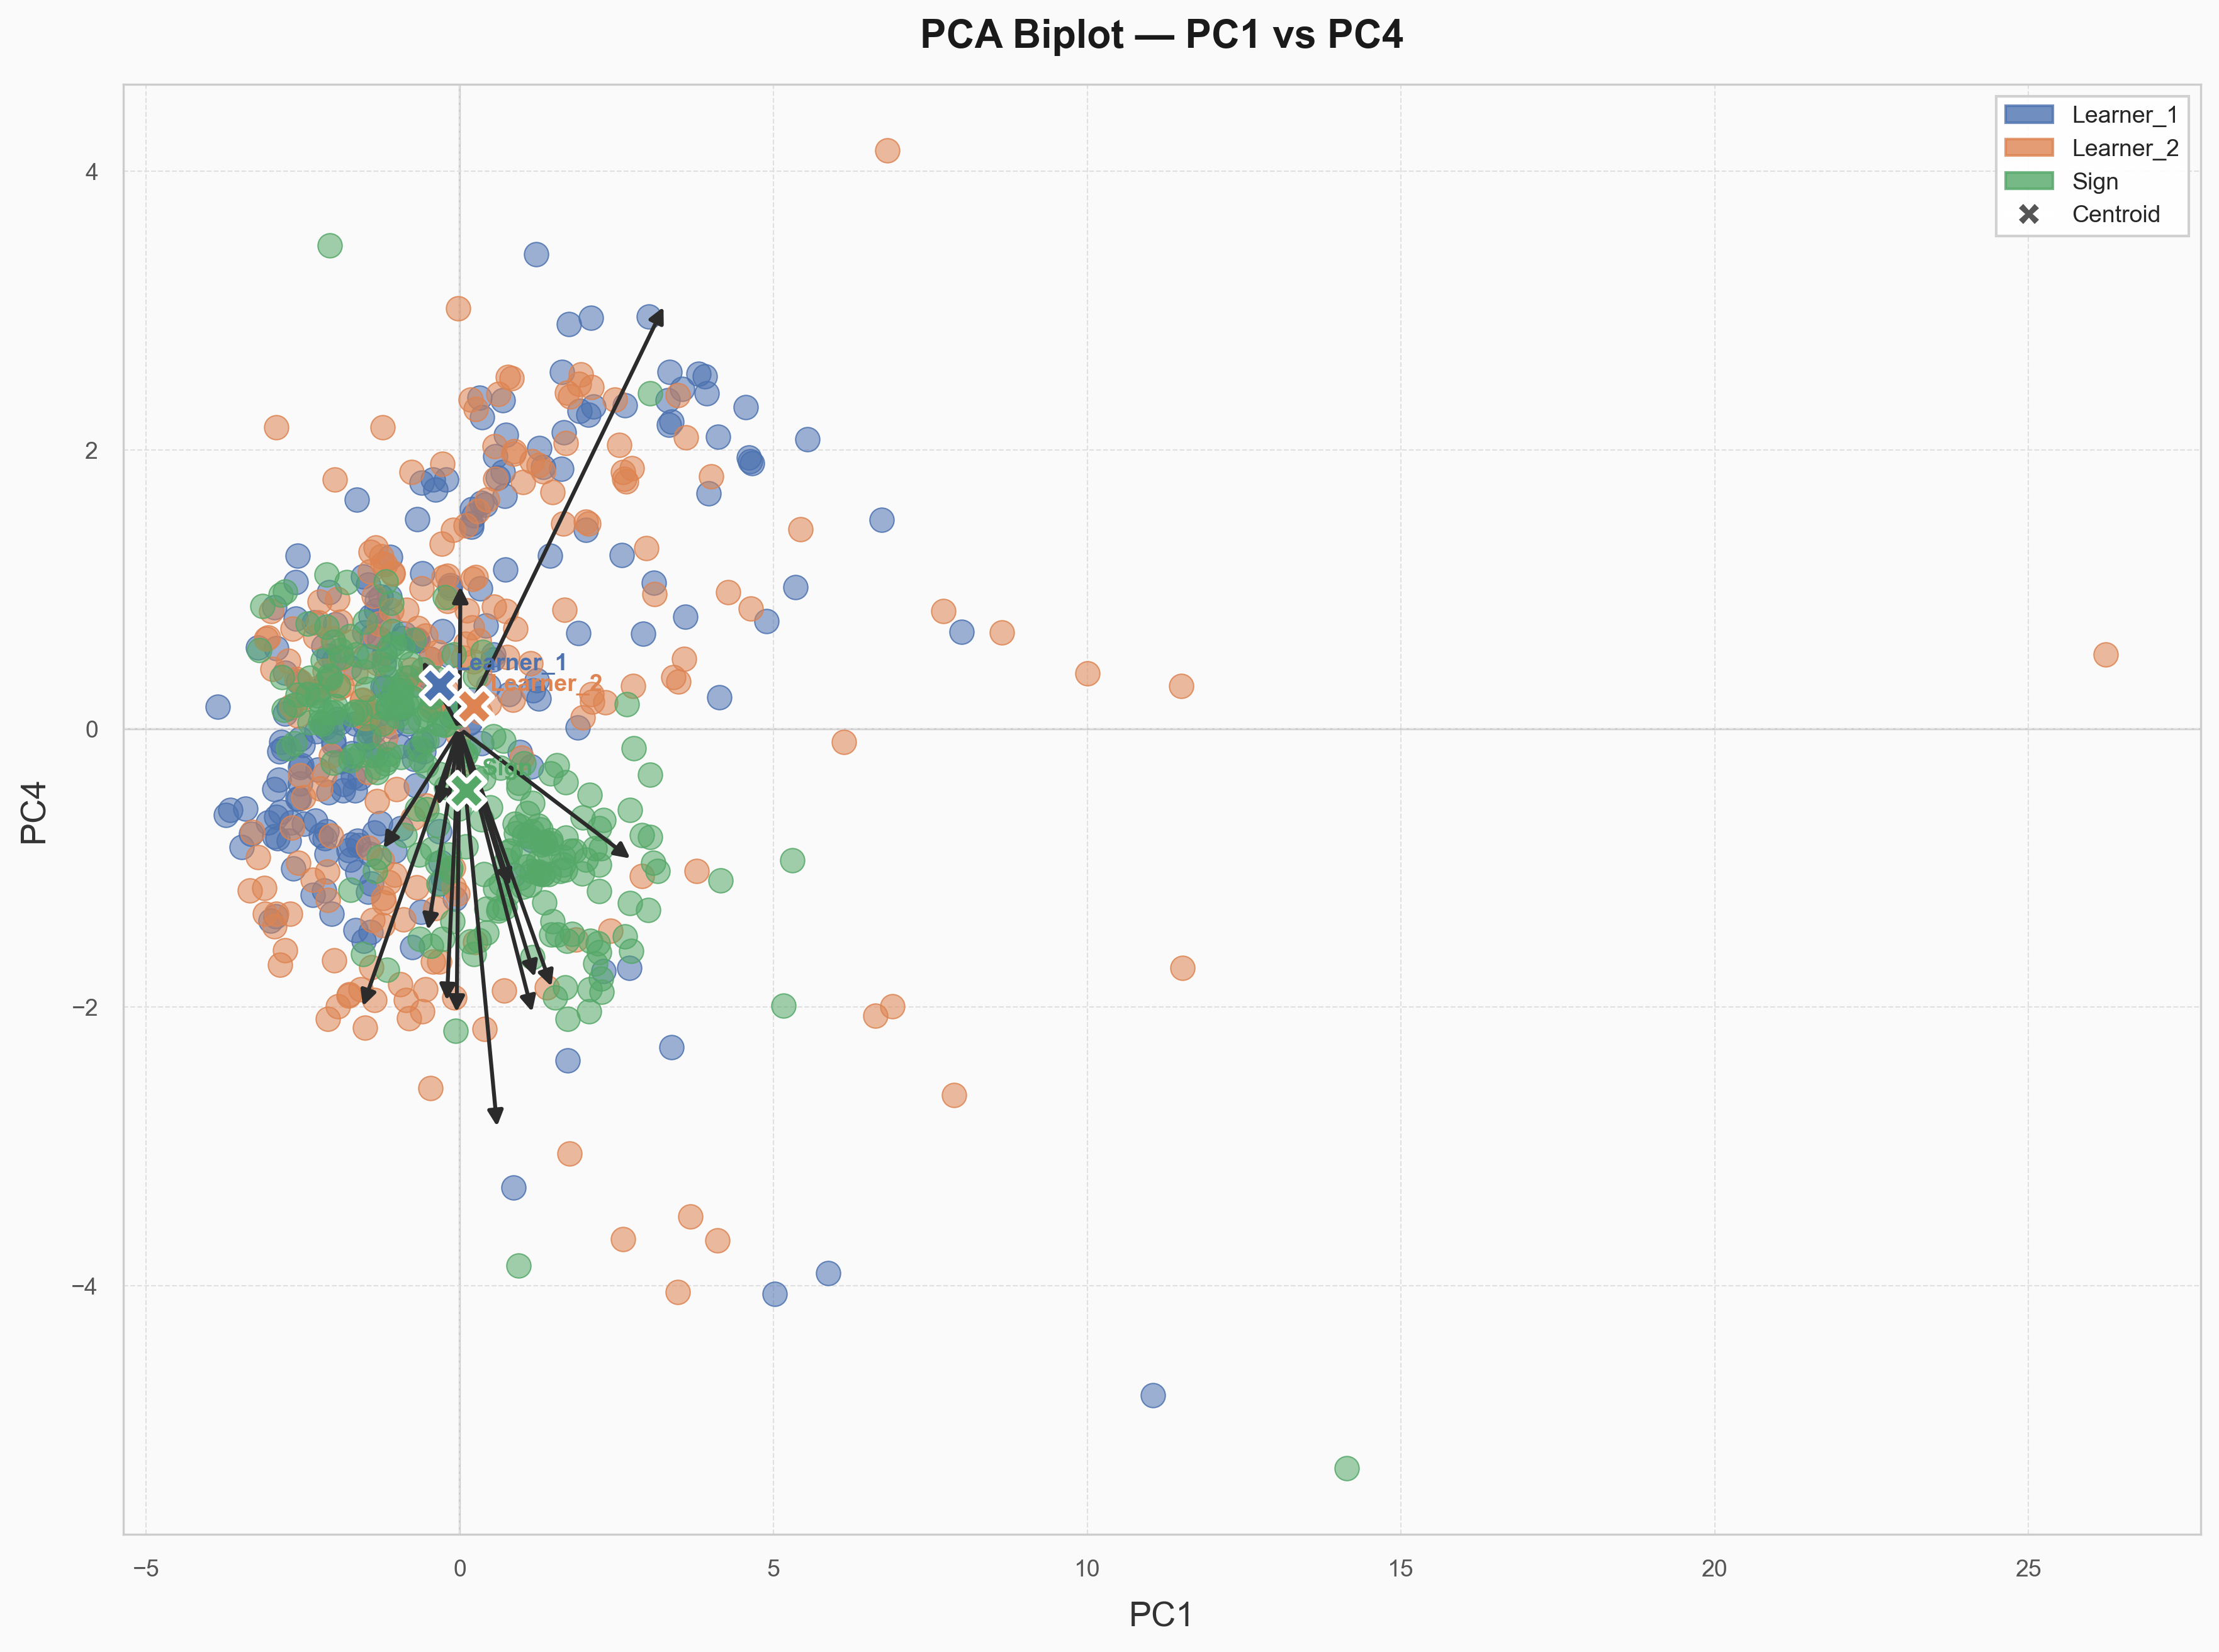 PCA Biplot — PC1 vs PC4
Learner_1
Learner_2
Sign
Centroid
4
2
0
−2
−4
Learner_1
Learner_2
Sign
−5
0
5
10
15
20
25
PC1
PC4